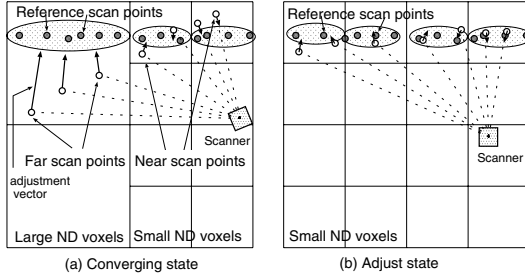 Reference scan points
Reference scan points
Scanner
Scanner
Far scan points
Near scan points
adjustment
vector
Large ND voxels
Small ND voxels
Small ND voxels
(a) Converging state
(b) Adjust state